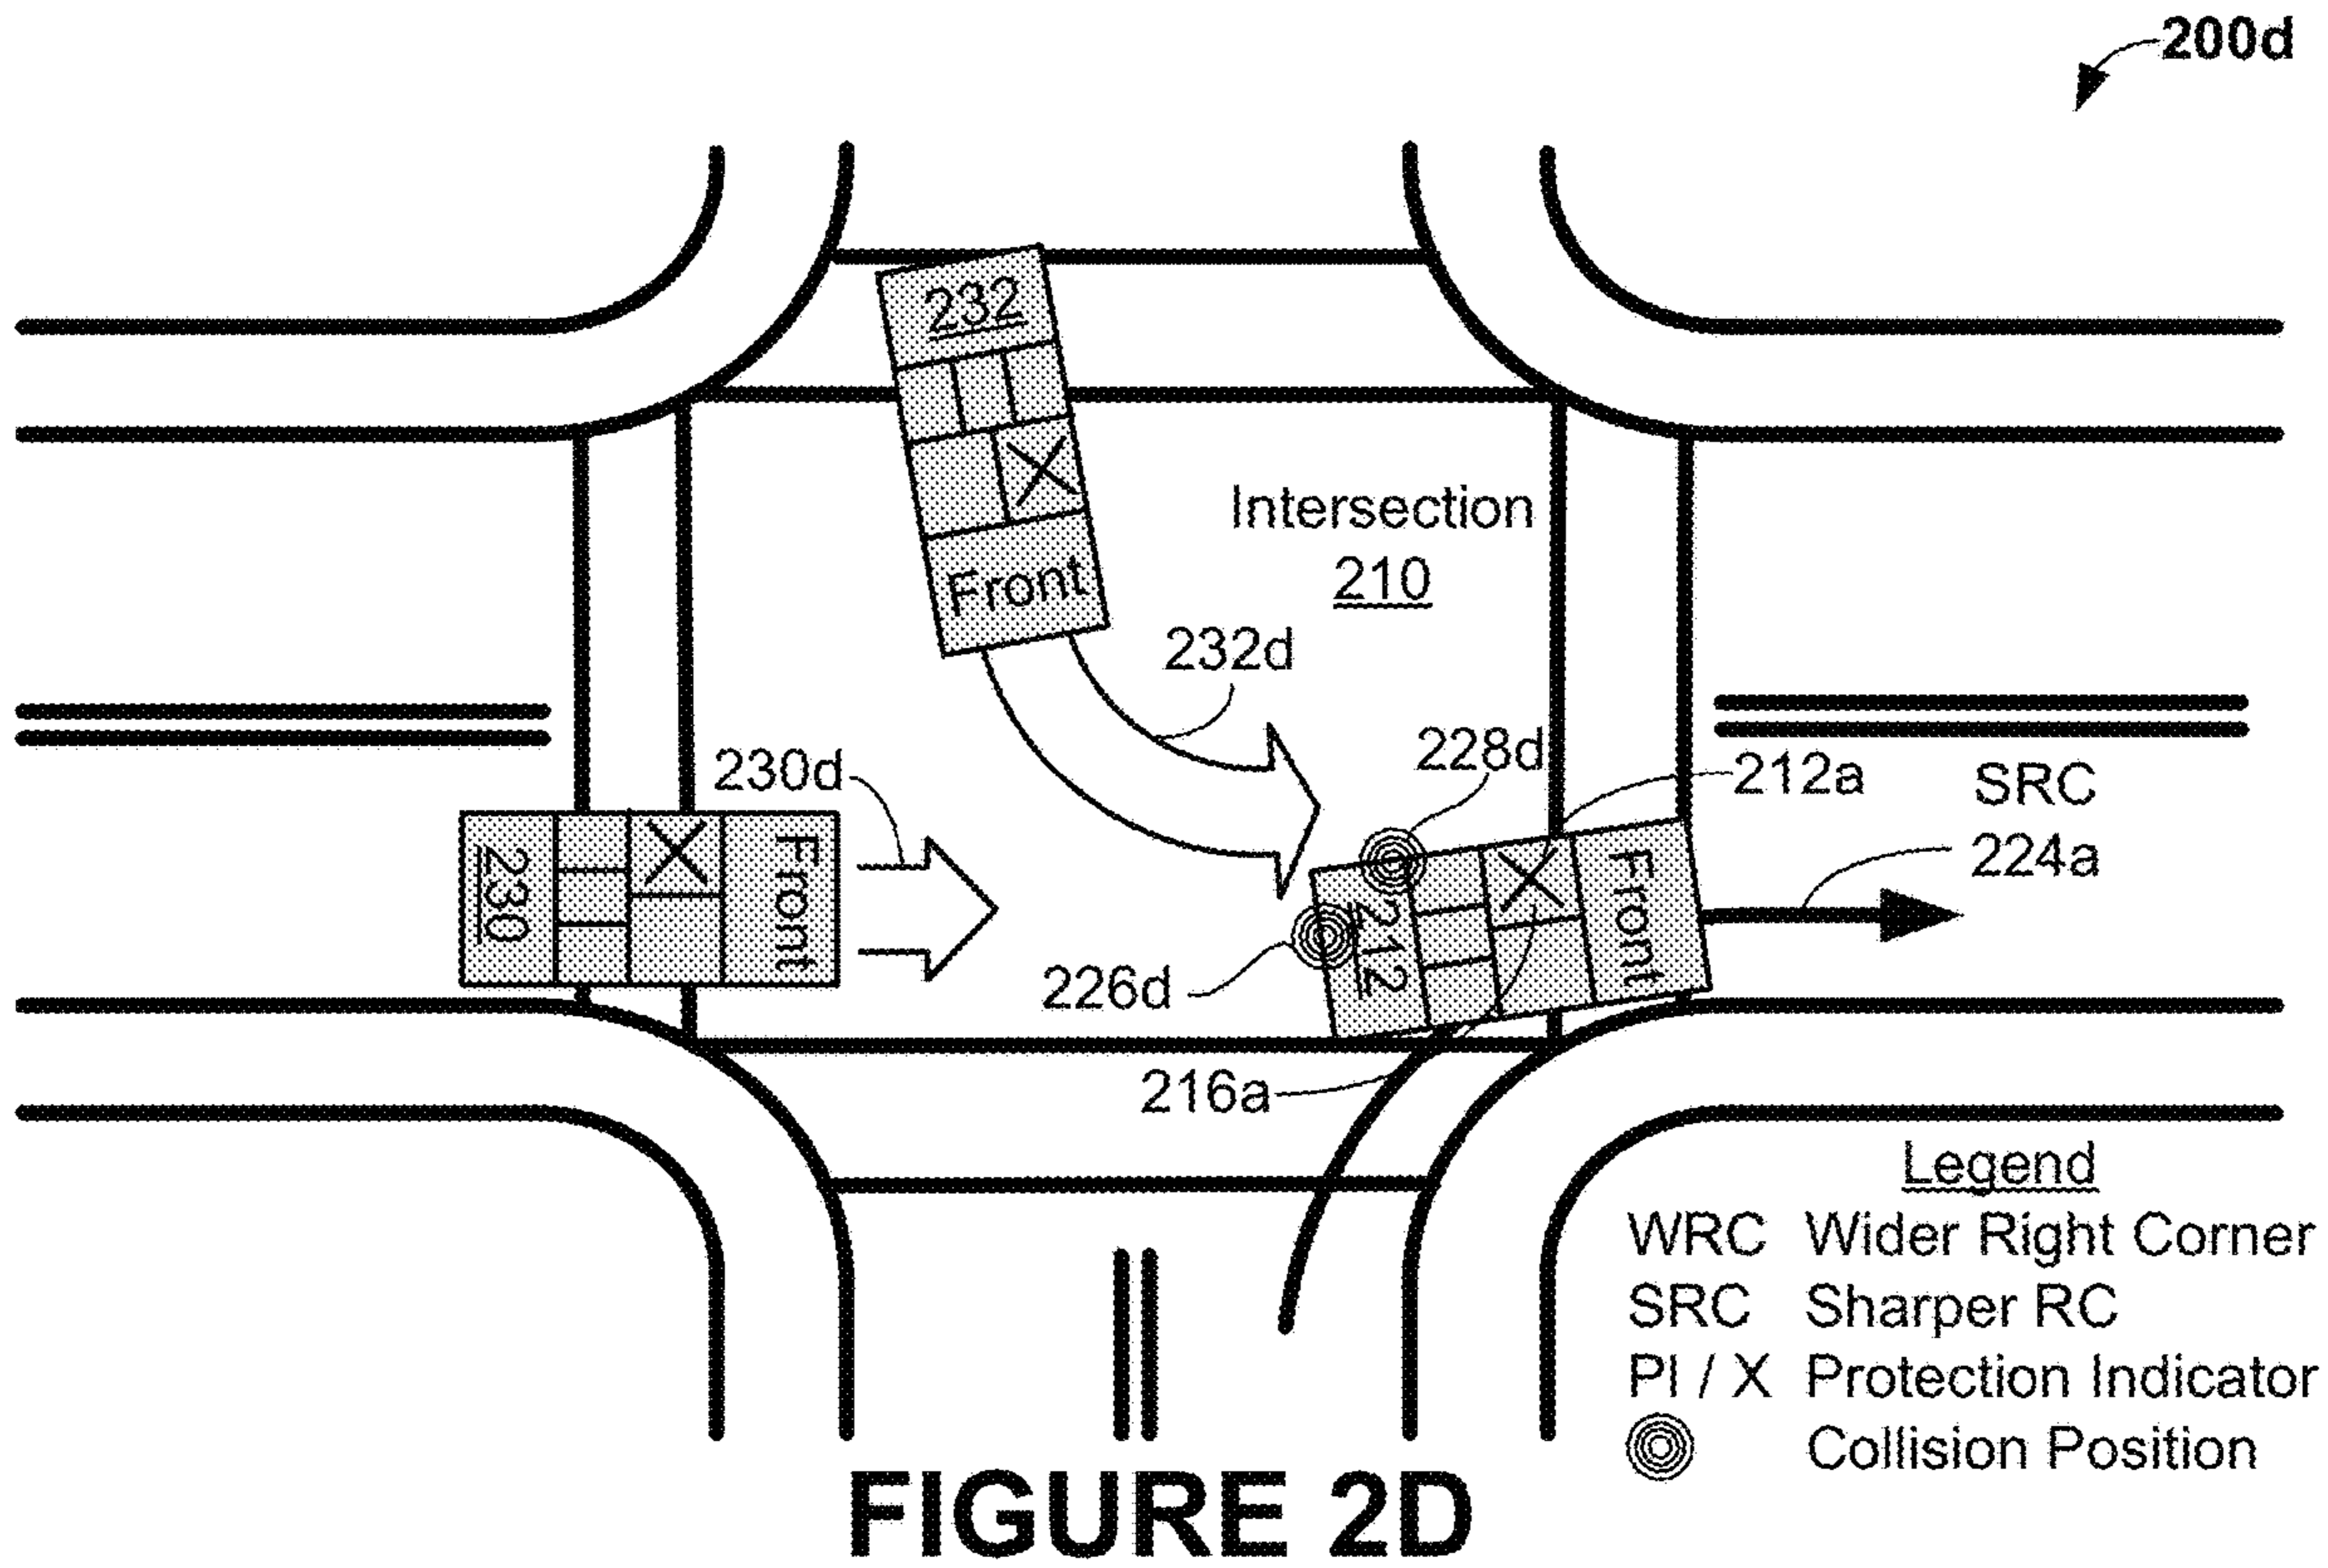 200d
232
Front
Intersection
210
232d
228d
230d
212a
SRC
224a
230
Front
212
Front
226d
216a
Legend
WRC Wider Right Corner
SRC Sharper RC
PI / X Protection Indicator
Collision Position
FIGURE 2D